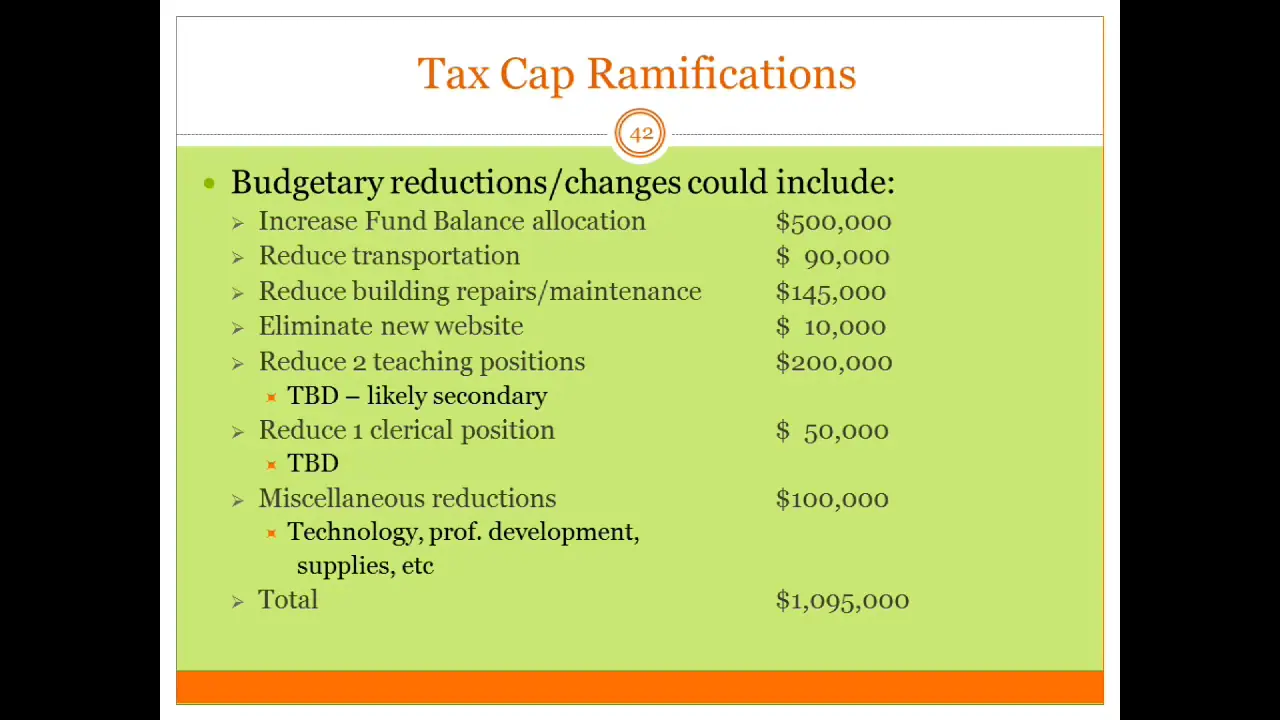 Tax Cap Ramifications
42
Budgetary reductions/changes could include:
Increase Fund Balance allocation $500,000
Reduce transportation $ 90,000
Reduce building repairs/maintenance $145,000
Eliminate new website $ 10,000
Reduce 2 teaching positions $200,000
TBD – likely secondary
Reduce 1 clerical position $ 50,000
TBD
Miscellaneous reductions $100,000
Technology, prof. development,
supplies, etc
Total $1,095,000